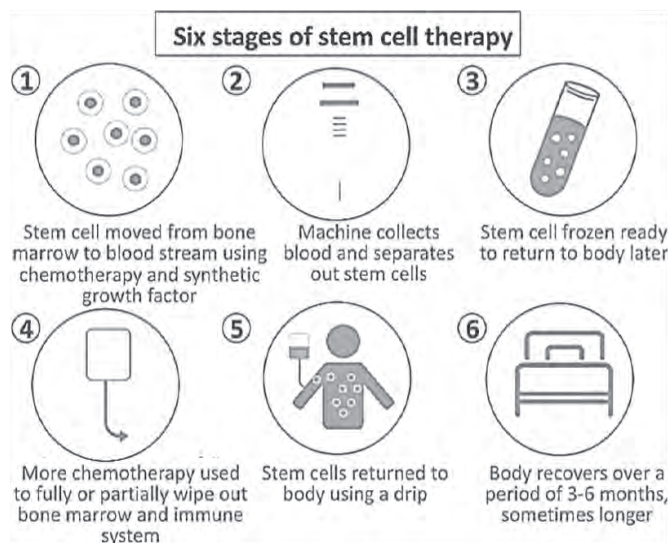 Six stages of stem cell therapy
1
Stem cell moved from bone
marrow to blood stream using
chemotherapy and synthetic
growth factor
2
Machine collects
blood and separates
out stem cells
3
Stem cell frozen ready
to return to body later
4
More chemotherapy used
to fully or partially wipe out
bone marrow and immune
system
5
Stem cells returned to
body using a drip
6
Body recovers over a
period of 3-6 months,
sometimes longer